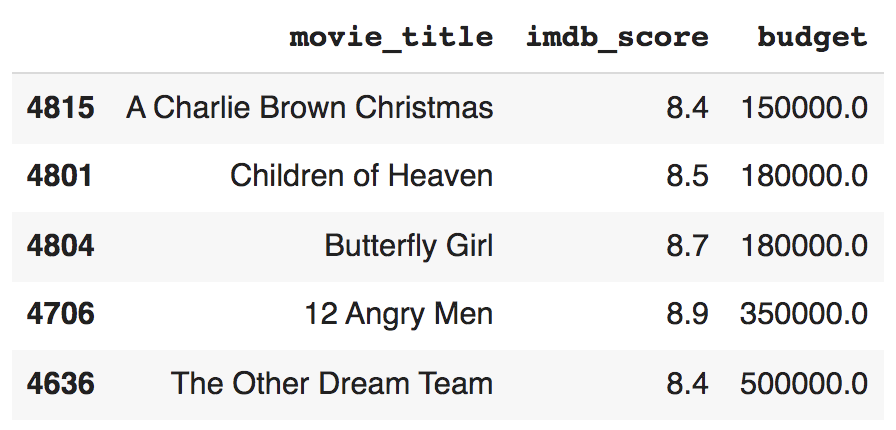 movie_title imdb_score budget
4815 A Charlie Brown Christmas 8.4 150000.0
4801 Children of Heaven 8.5 180000.0
4804 Butterfly Girl 8.7 180000.0
4706 12 Angry Men 8.9 350000.0
4636 The Other Dream Team 8.4 500000.0